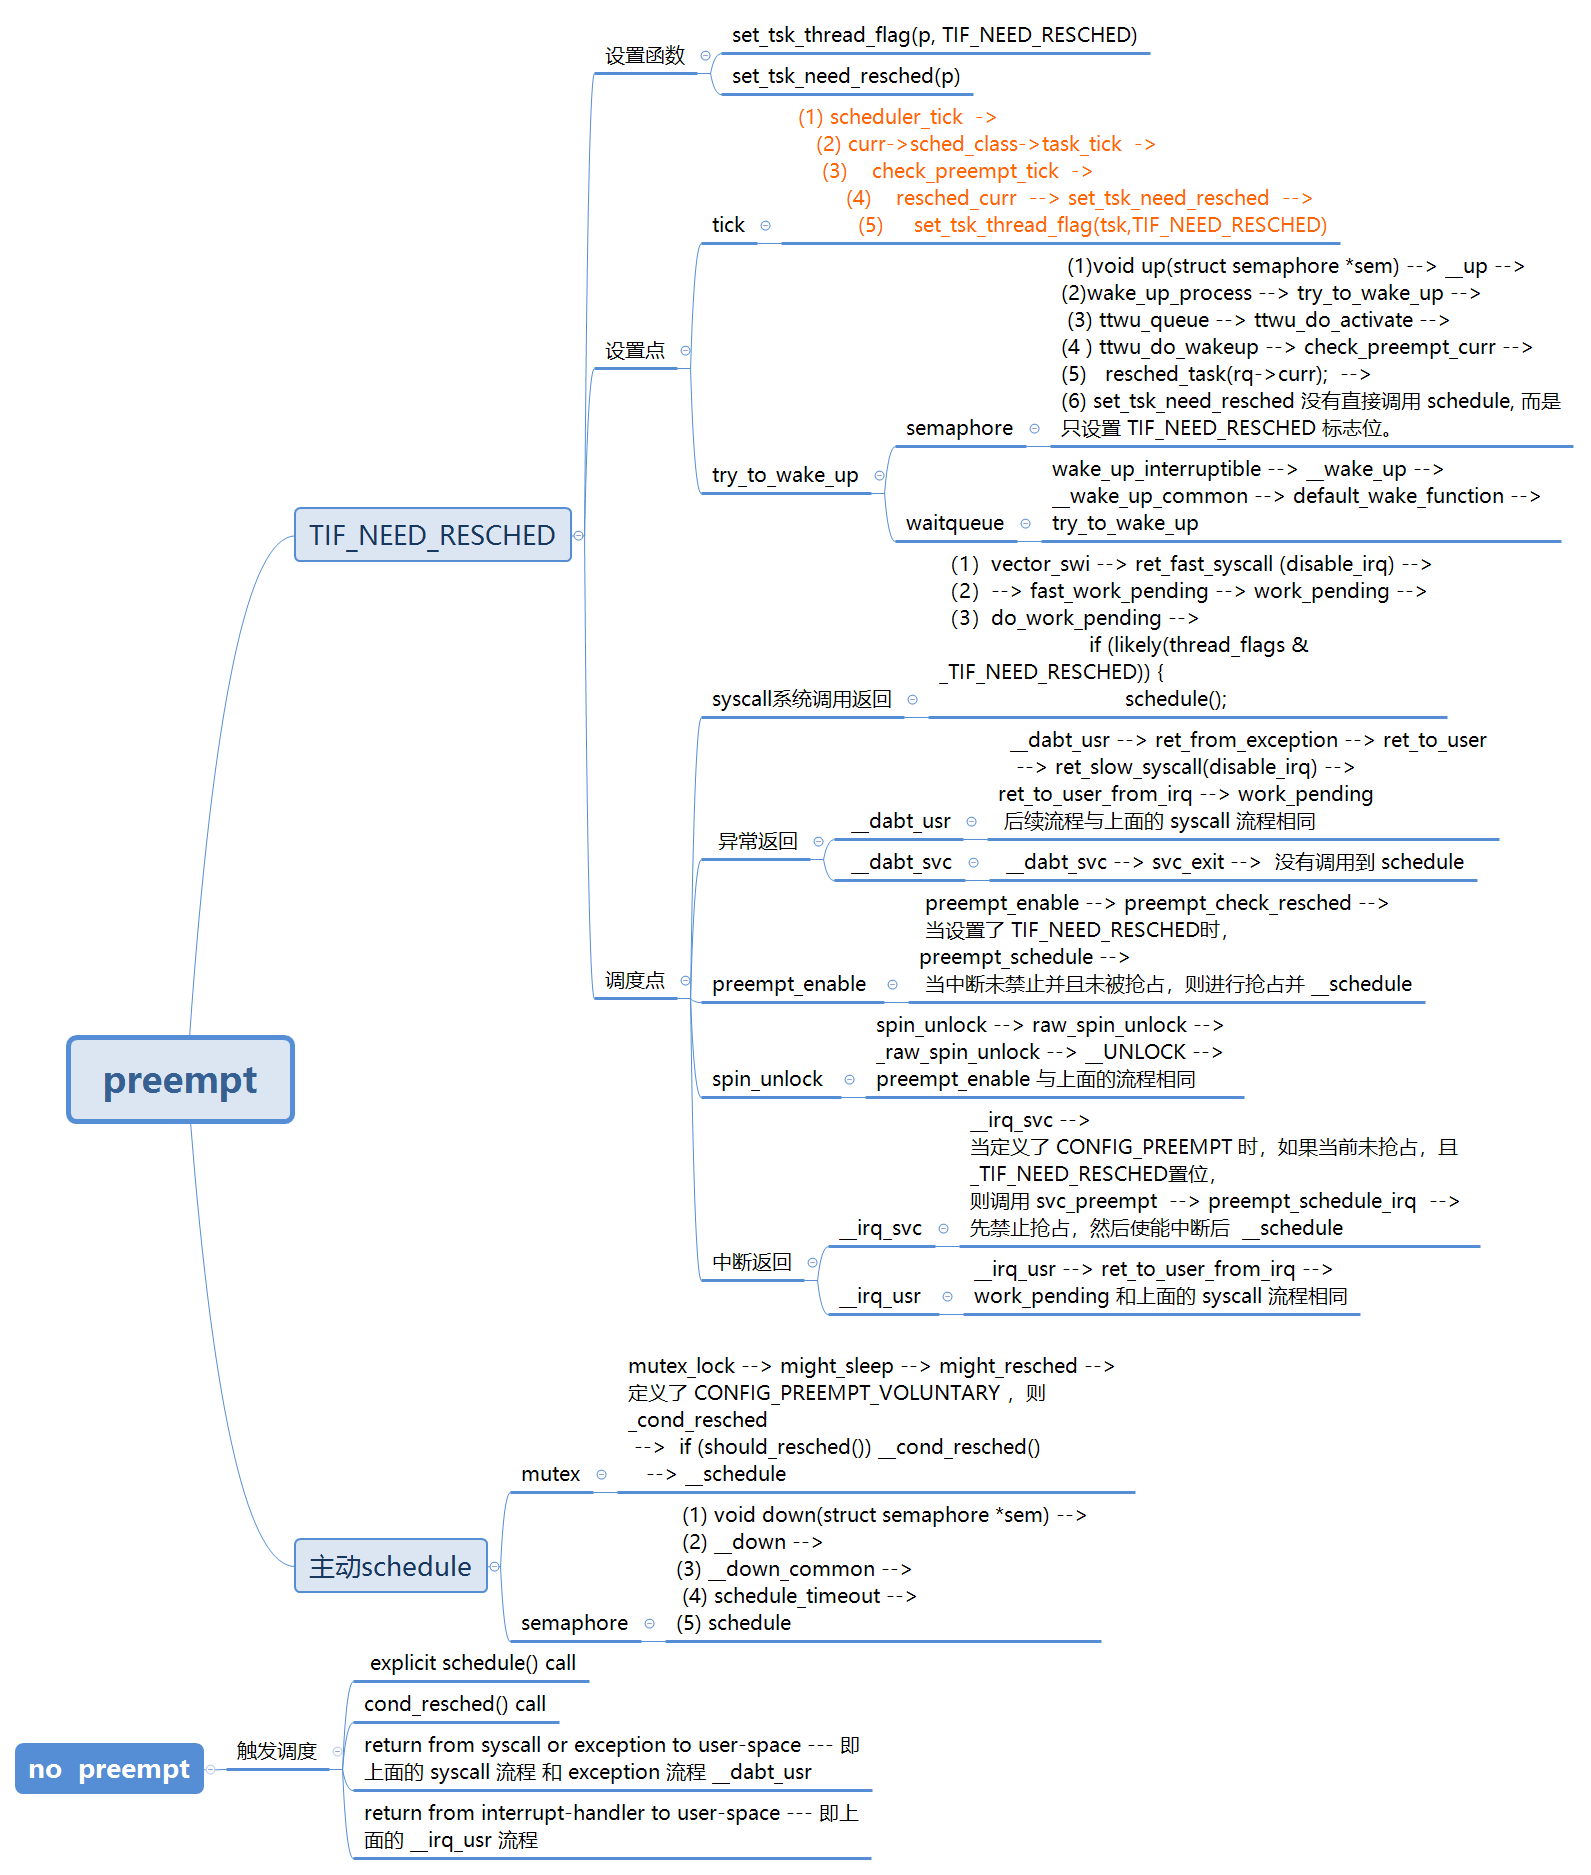 preempt
TIF_NEED_RESCHED
设置函数
set_tsk_thread_flag(p, TIF_NEED_RESCHED)
set_tsk_need_resched(p)
设置点
tick
(1) scheduler_tick ->
(2) curr->sched_class->task_tick ->
(3) check_preempt_tick ->
(4) resched_curr --> set_tsk_need_resched -->
(5) set_tsk_thread_flag(tsk,TIF_NEED_RESCHED)
try_to_wake_up
semaphore
(1)void up(struct semaphore *sem) --> __up -->
(2)wake_up_process --> try_to_wake_up -->
(3) ttwu_queue --> ttwu_do_activate -->
(4 ) ttwu_do_wakeup --> check_preempt_curr -->
(5) resched_task(rq->curr); -->
(6) set_tsk_need_resched 没有直接调用 schedule, 而是
只设置 TIF_NEED_RESCHED 标志位。
waitqueue
wake_up_interruptible --> __wake_up -->
__wake_up_common --> default_wake_function -->
try_to_wake_up
调度点
syscall系统调用返回
(1) vector_swi --> ret_fast_syscall (disable_irq) -->
(2) --> fast_work_pending --> work_pending -->
(3) do_work_pending -->
if (likely(thread_flags &
_TIF_NEED_RESCHED)) {
schedule();
异常返回
__dabt_usr
__dabt_usr --> ret_from_exception --> ret_to_user
--> ret_slow_syscall(disable_irq) -->
ret_to_user_from_irq --> work_pending
后续流程与上面的 syscall 流程相同
__dabt_svc
__dabt_svc --> svc_exit --> 没有调用到 schedule
preempt_enable
preempt_enable --> preempt_check_resched -->
当设置了 TIF_NEED_RESCHED时，
preempt_schedule -->
当中断未禁止并且未被抢占，则进行抢占并 __schedule
spin_unlock
spin_unlock --> raw_spin_unlock -->
_raw_spin_unlock --> __UNLOCK -->
preempt_enable 与上面的流程相同
中断返回
__irq_svc
__irq_svc -->
当定义了 CONFIG_PREEMPT 时，如果当前未抢占，且
_TIF_NEED_RESCHED置位，
则调用 svc_preempt --> preempt_schedule_irq -->
先禁止抢占，然后使能中断后 __schedule
__irq_usr
__irq_usr --> ret_to_user_from_irq -->
work_pending 和上面的 syscall 流程相同
主动schedule
mutex
mutex_lock --> might_sleep --> might_resched -->
定义了 CONFIG_PREEMPT_VOLUNTARY ，则
_cond_resched
--> if (should_resched()) __cond_resched()
--> __schedule
semaphore
(1) void down(struct semaphore *sem) -->
(2) __down -->
(3) __down_common -->
(4) schedule_timeout -->
(5) schedule
no preempt
触发调度
explicit schedule() call
cond_resched() call
return from syscall or exception to user-space --- 即
上面的 syscall 流程 和 exception 流程 __dabt_usr
return from interrupt-handler to user-space --- 即上
面的 __irq_usr 流程